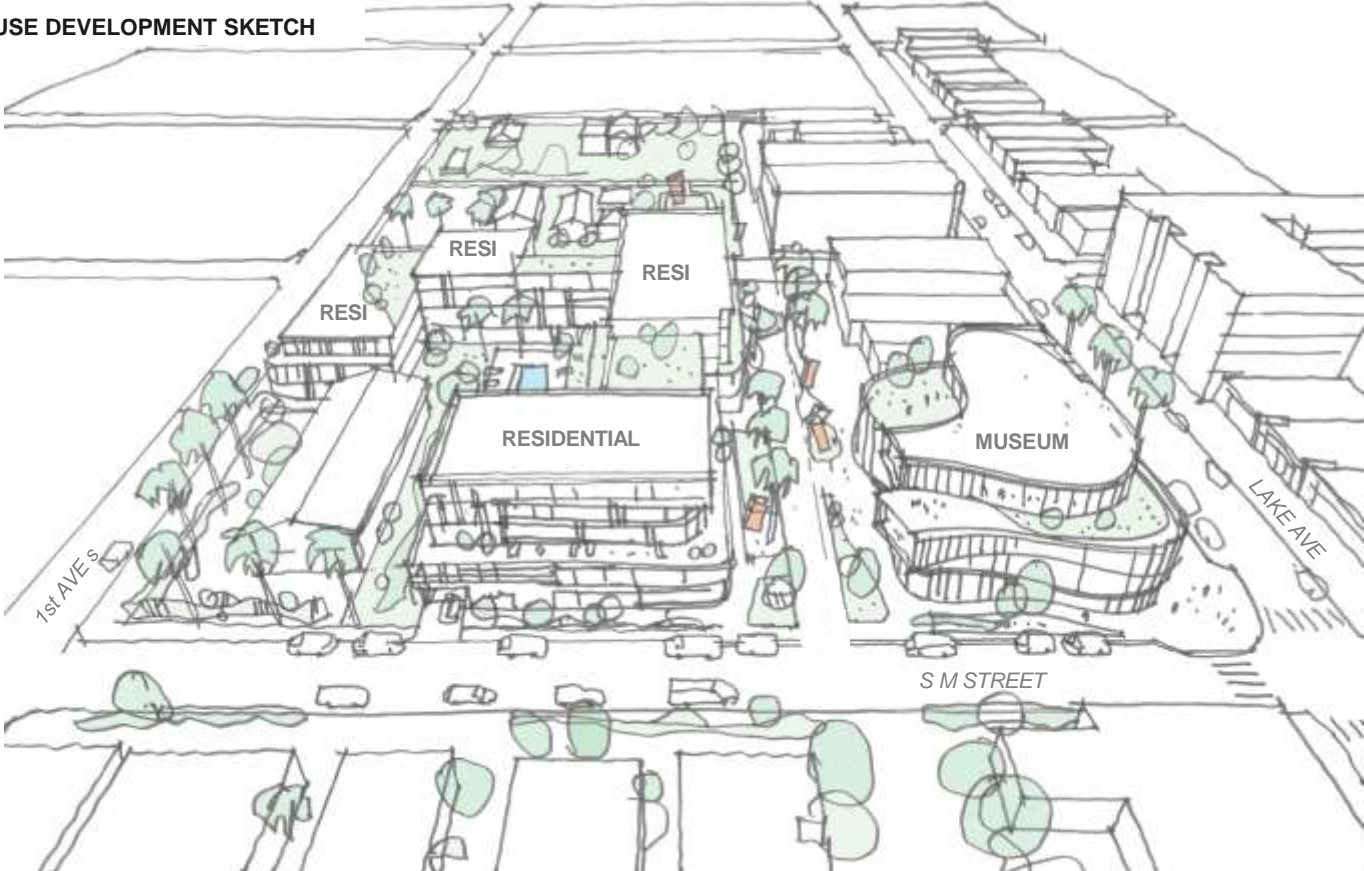 USE DEVELOPMENT SKETCH
RESI
RESI
RESI
RESIDENTIAL
MUSEUM
LAKE AVE
1st AVE s
S M STREET